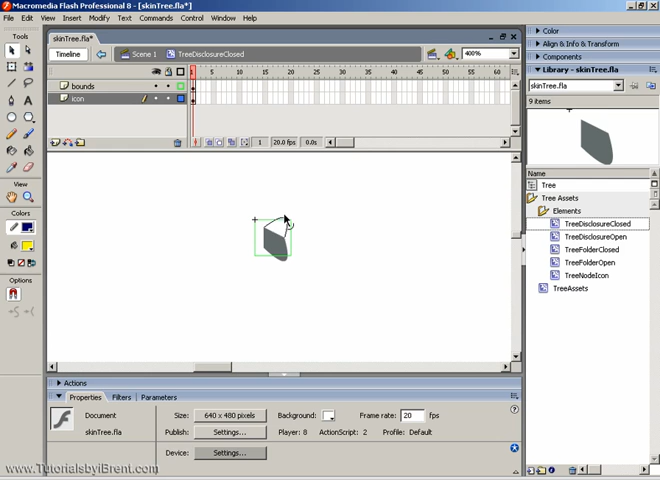 Macromedia Flash Professional 8 - [skinTree.fla*]
File Edit View Insert Modify Text Commands Control Window Help
Tools
skinTree.fla*
Timeline Scene 1 TreeDisclosureClosed 400%
1 5 10 15 20 25 30 35 40 45 50 55 60
bounds
icon
1 20.0 fps 0.0s
View
Colors
Options
Color
Align & Info & Transform
Components
Library - skinTree.fla
skinTree.fla
9 items
Name
Tree
Tree Assets
Elements
TreeDisclosureClosed
TreeDisclosureOpen
TreeFolderClosed
TreeFolderOpen
TreeNodeIcon
TreeAssets
Actions
Properties Filters Parameters
Document Size: 640 x 480 pixels Background: Frame rate: 20 fps
skinTree.fla Publish: Settings... Player: 8 ActionScript: 2 Profile: Default
Device: Settings...
www.TutorialsbyiBrent.com